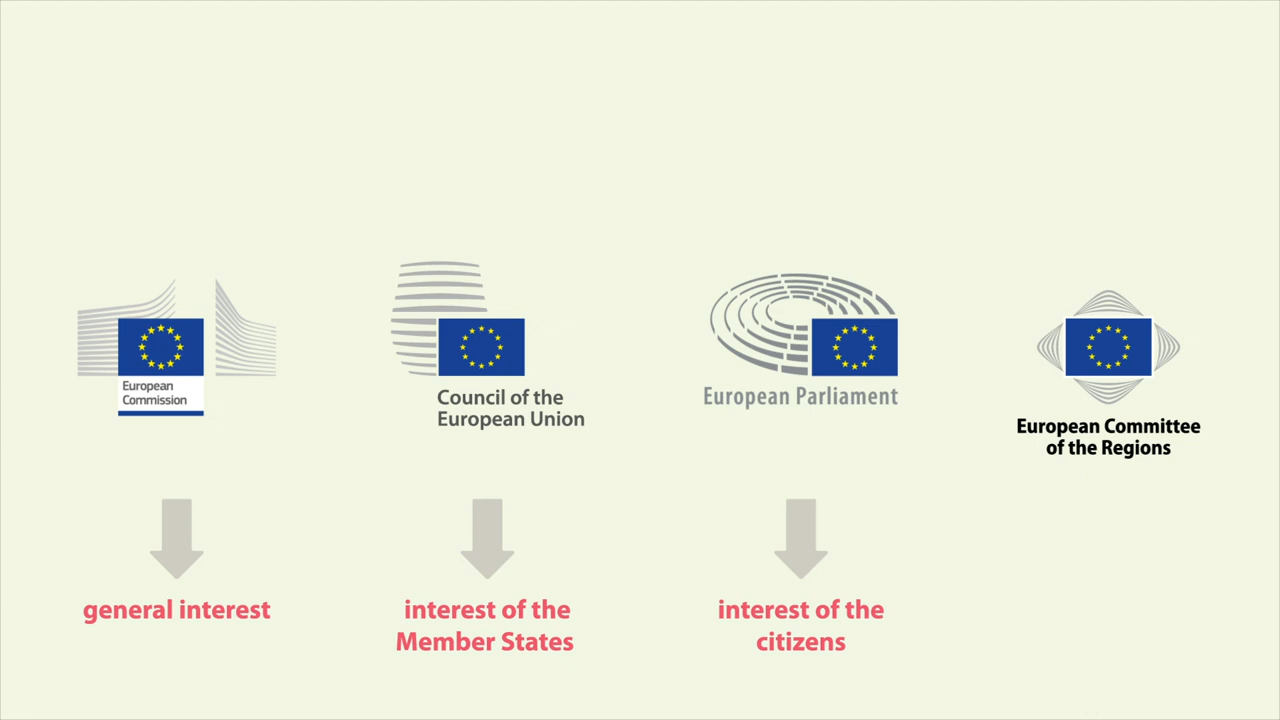 European
Commission
Council of the
European Union
European Parliament
European Committee
of the Regions
general interest
interest of the
Member States
interest of the
citizens